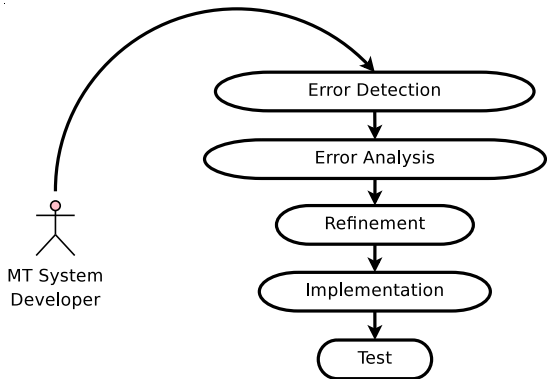 Error Detection
Error Analysis
Refinement
MT System
Developer
Implementation
Test